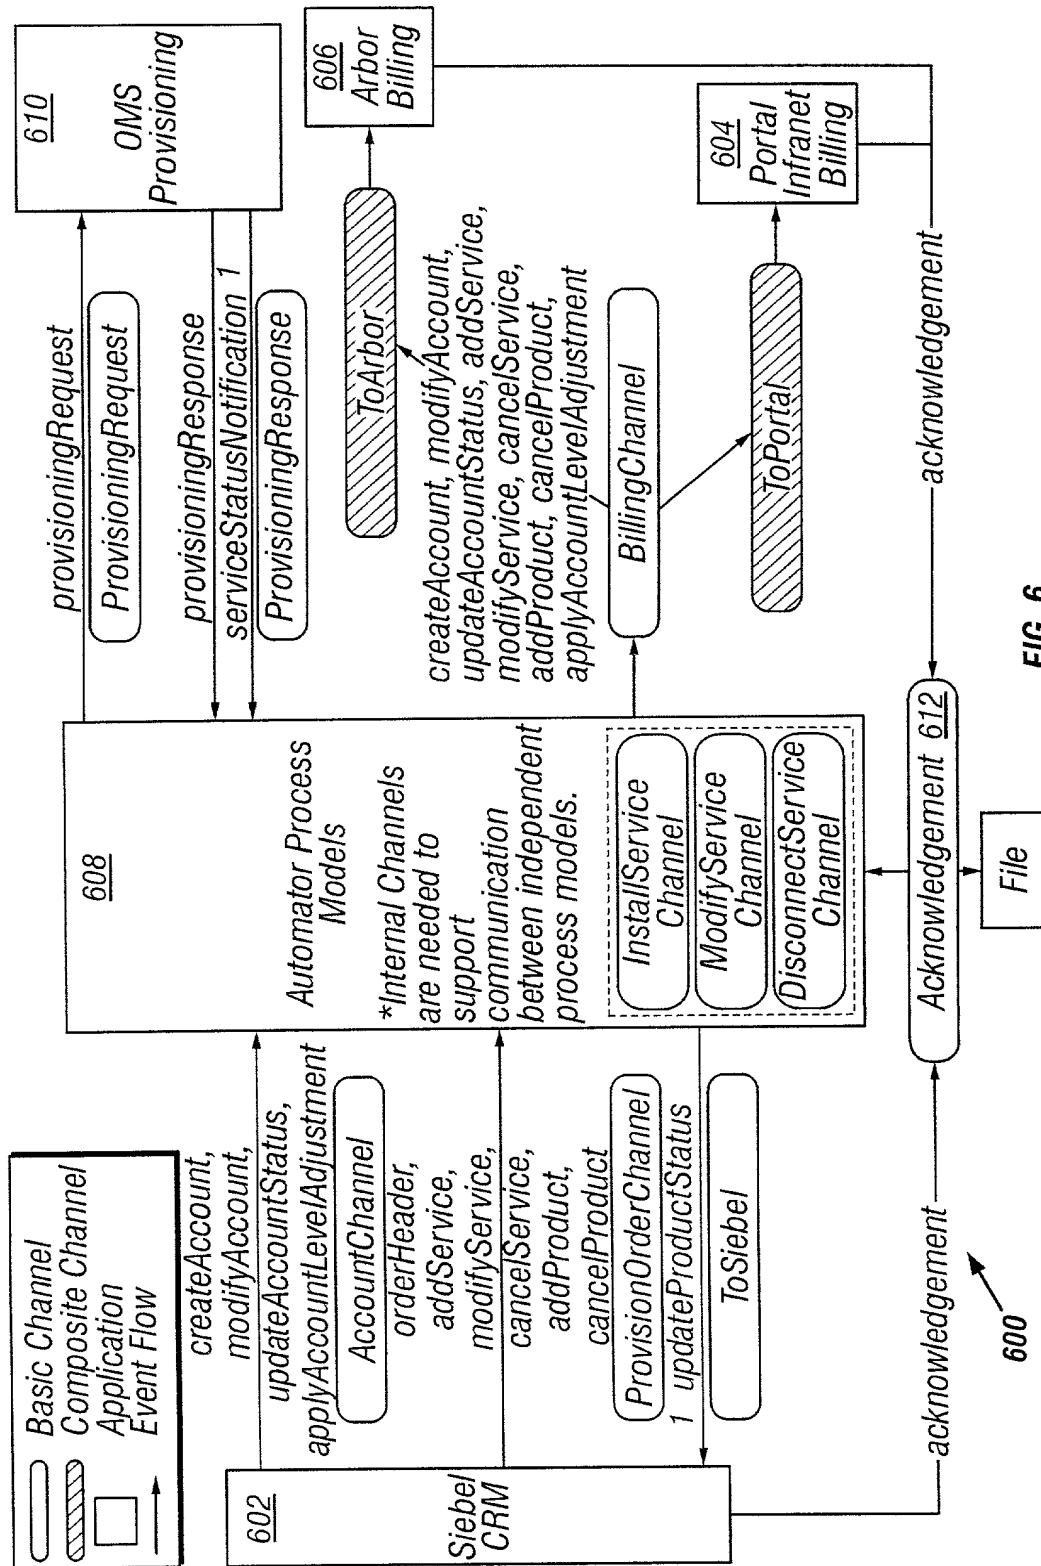 Basic Channel
Composite Channel
Application
Event Flow
602
Siebel
CRM
createAccount,
modifyAccount,
updateAccountStatus,
applyAccountLevelAdjustment
AccountChannel
orderHeader,
addService,
modifyService,
cancelService,
addProduct,
cancelProduct
ProvisionOrderChannel
1 updateProductStatus
ToSiebel
acknowledgement
600
608
Automator Process
Models
*Internal Channels
are needed to
support
communication
between independent
process models.
InstallService
Channel
ModifyService
Channel
DisconnectService
Channel
Acknowledgement 612
File
provisioningRequest
ProvisioningRequest
provisioningResponse
serviceStatusNotification 1
ProvisioningResponse
610
OMS
Provisioning
ToArbor
606
Arbor
Billing
createAccount, modifyAccount,
updateAccountStatus, addService,
modifyService, cancelService,
addProduct, cancelProduct,
applyAccountLevelAdjustment
BillingChannel
ToPortal
604
Portal
Infranet
Billing
acknowledgement
FIG. 6